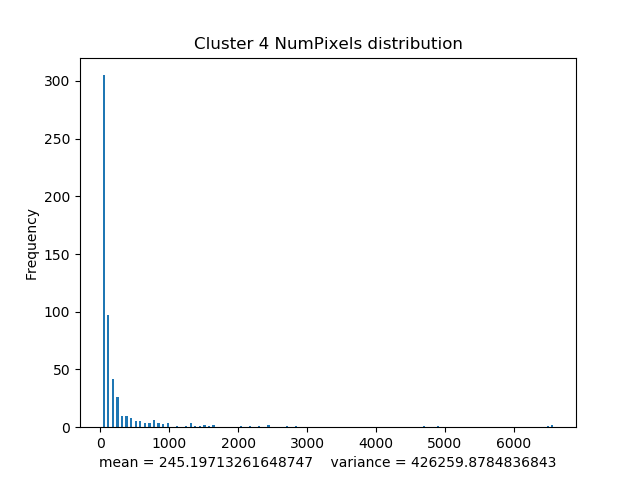 Cluster 4 NumPixels distribution
300
250
200
150
100
50
0
Frequency
0 1000 2000 3000 4000 5000 6000
mean = 245.19713261648747 variance = 426259.8784836843